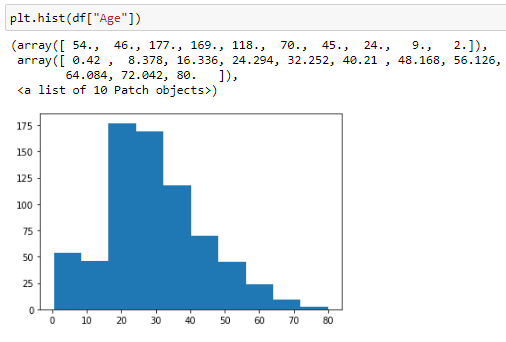 plt.hist(df["Age"])
(array([ 54.,  46., 177., 169., 118.,  70.,  45.,  24.,   9.,   2.]),
 array([ 0.42 ,  8.378, 16.336, 24.294, 32.252, 40.21 , 48.168, 56.126,
        64.084, 72.042, 80.   ]),
 <a list of 10 Patch objects>)
175
150
125
100
75
50
25
0
0 10 20 30 40 50 60 70 80